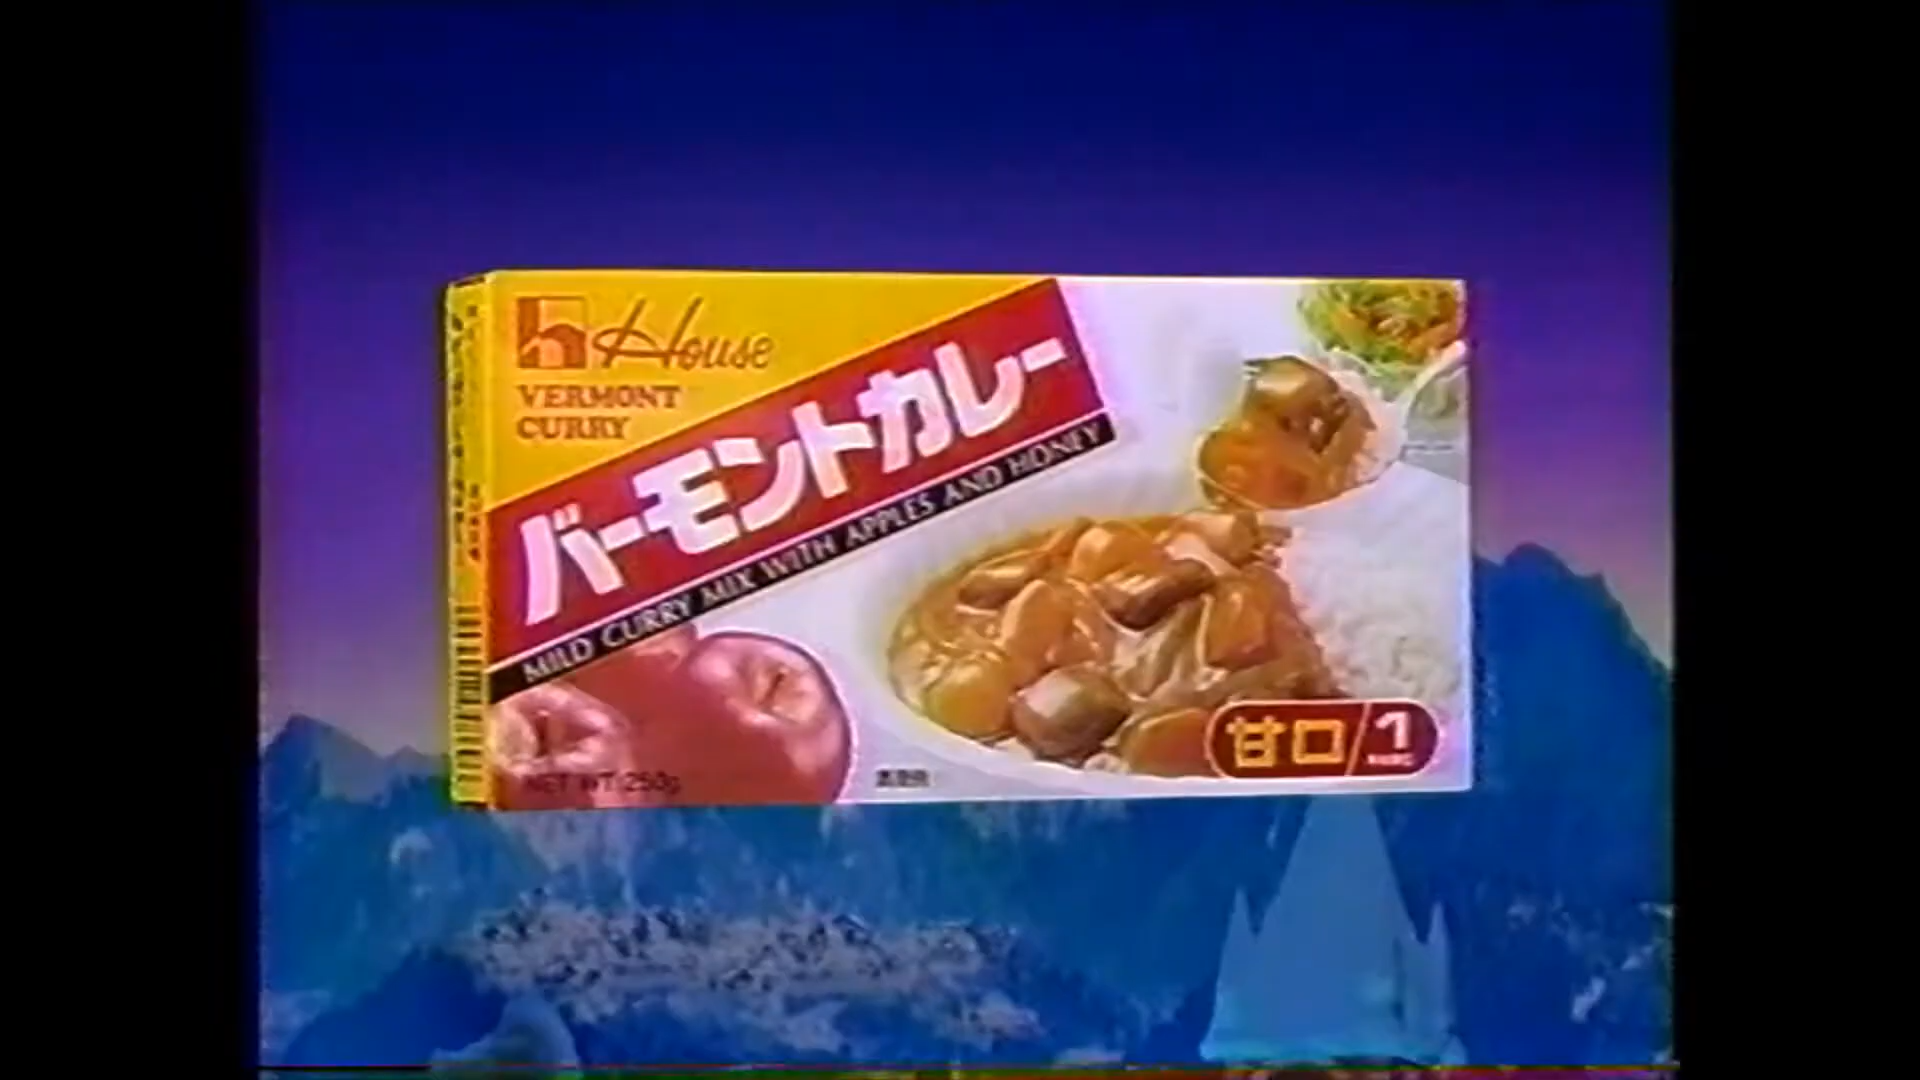 House
VERMONT
CURRY
バーモントカレー
MILD CURRY MIX WITH APPLES AND HONEY
NET WT. 250g
甘口/1